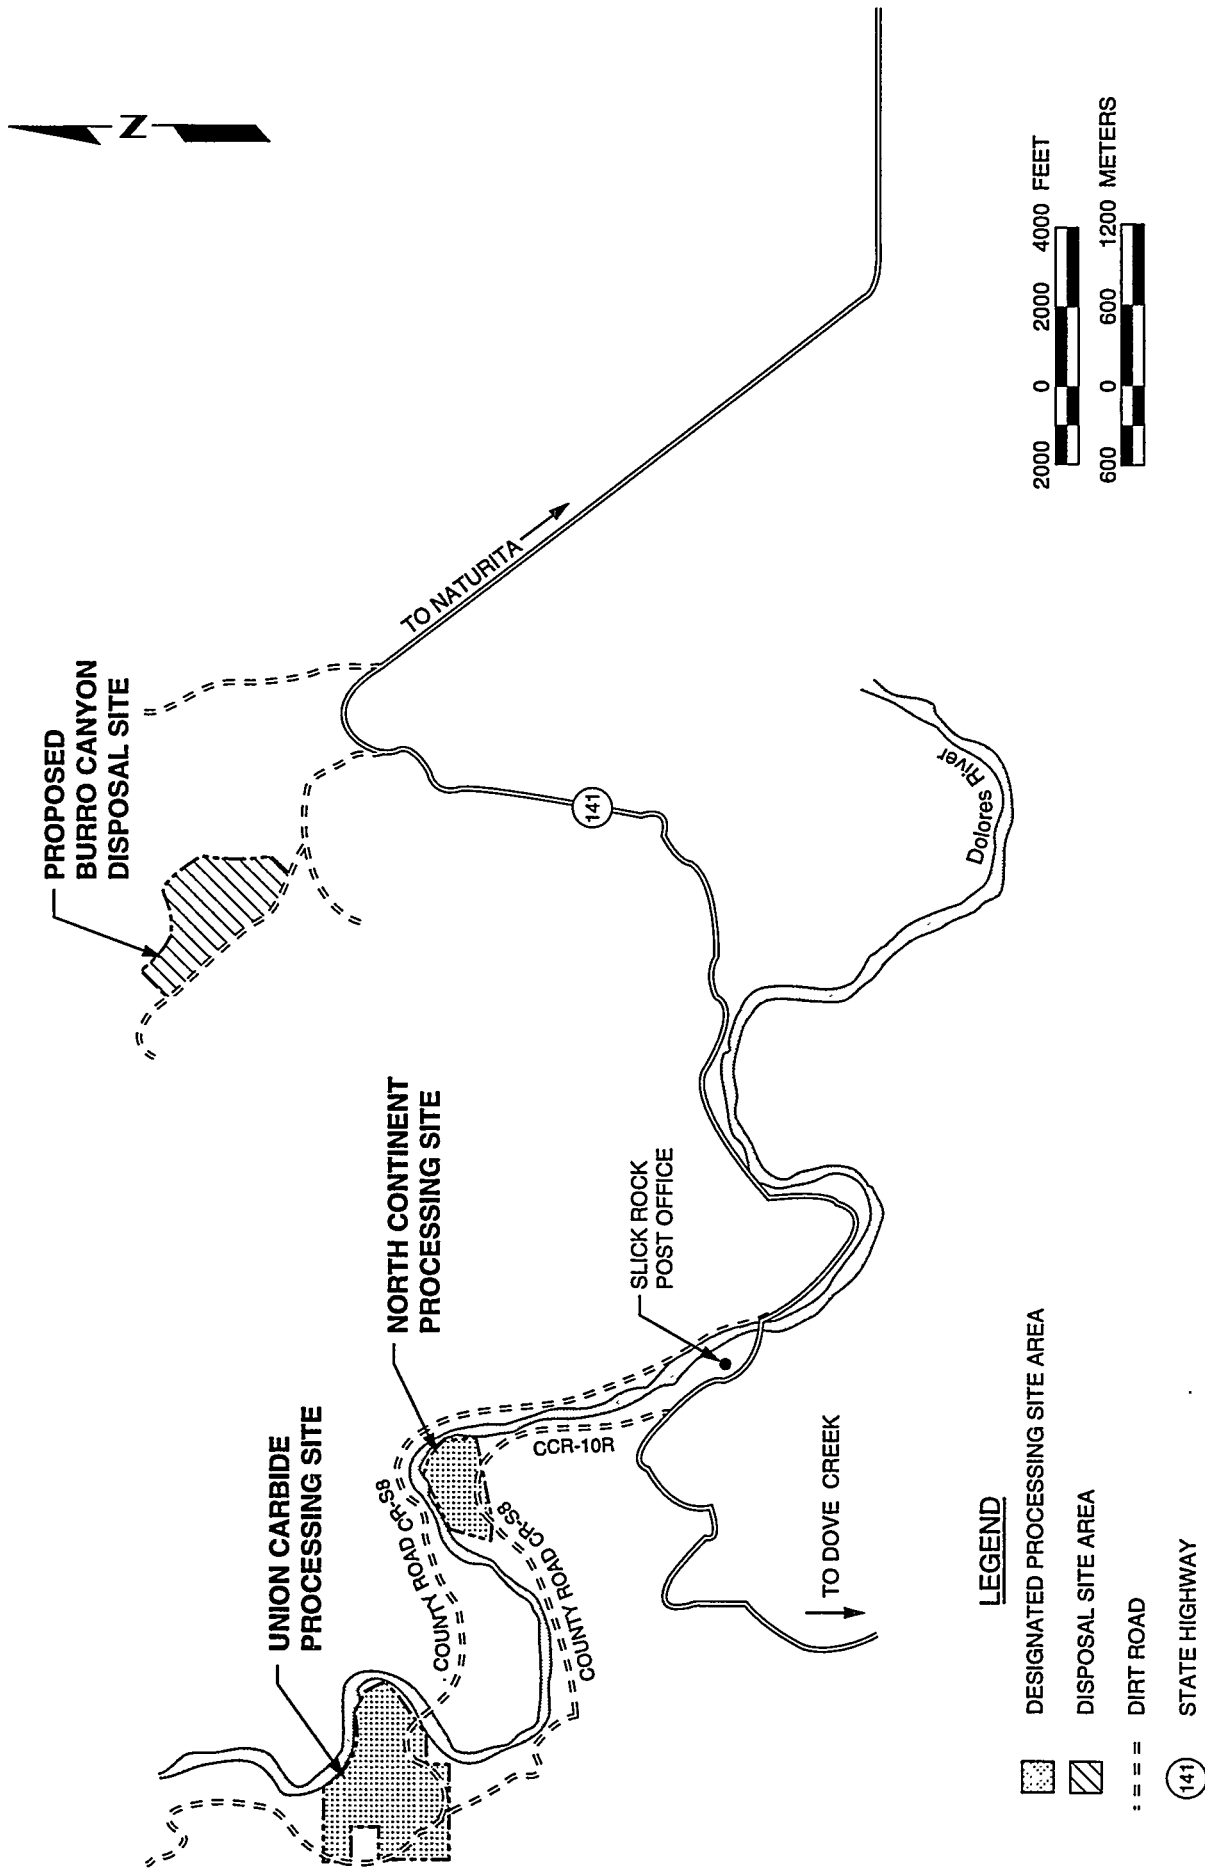 PROPOSED
BURRO CANYON
DISPOSAL SITE
Z
TO NATURITA
141
NORTH CONTINENT
PROCESSING SITE
UNION CARBIDE
PROCESSING SITE
COUNTY ROAD CR-S8
COUNTY ROAD CR-S8
CCR-10R
SLICK ROCK
POST OFFICE
Dolores River
TO DOVE CREEK
LEGEND
DESIGNATED PROCESSING SITE AREA
DISPOSAL SITE AREA
DIRT ROAD
141 STATE HIGHWAY
2000 0 2000 4000 FEET
600 0 600 1200 METERS